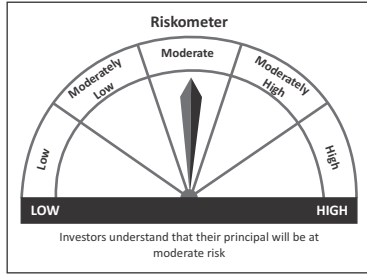 Riskometer
Moderately
Low
Moderate
Moderately
High
Low
High
LOW
HIGH
Investors understand that their principal will be at
moderate risk